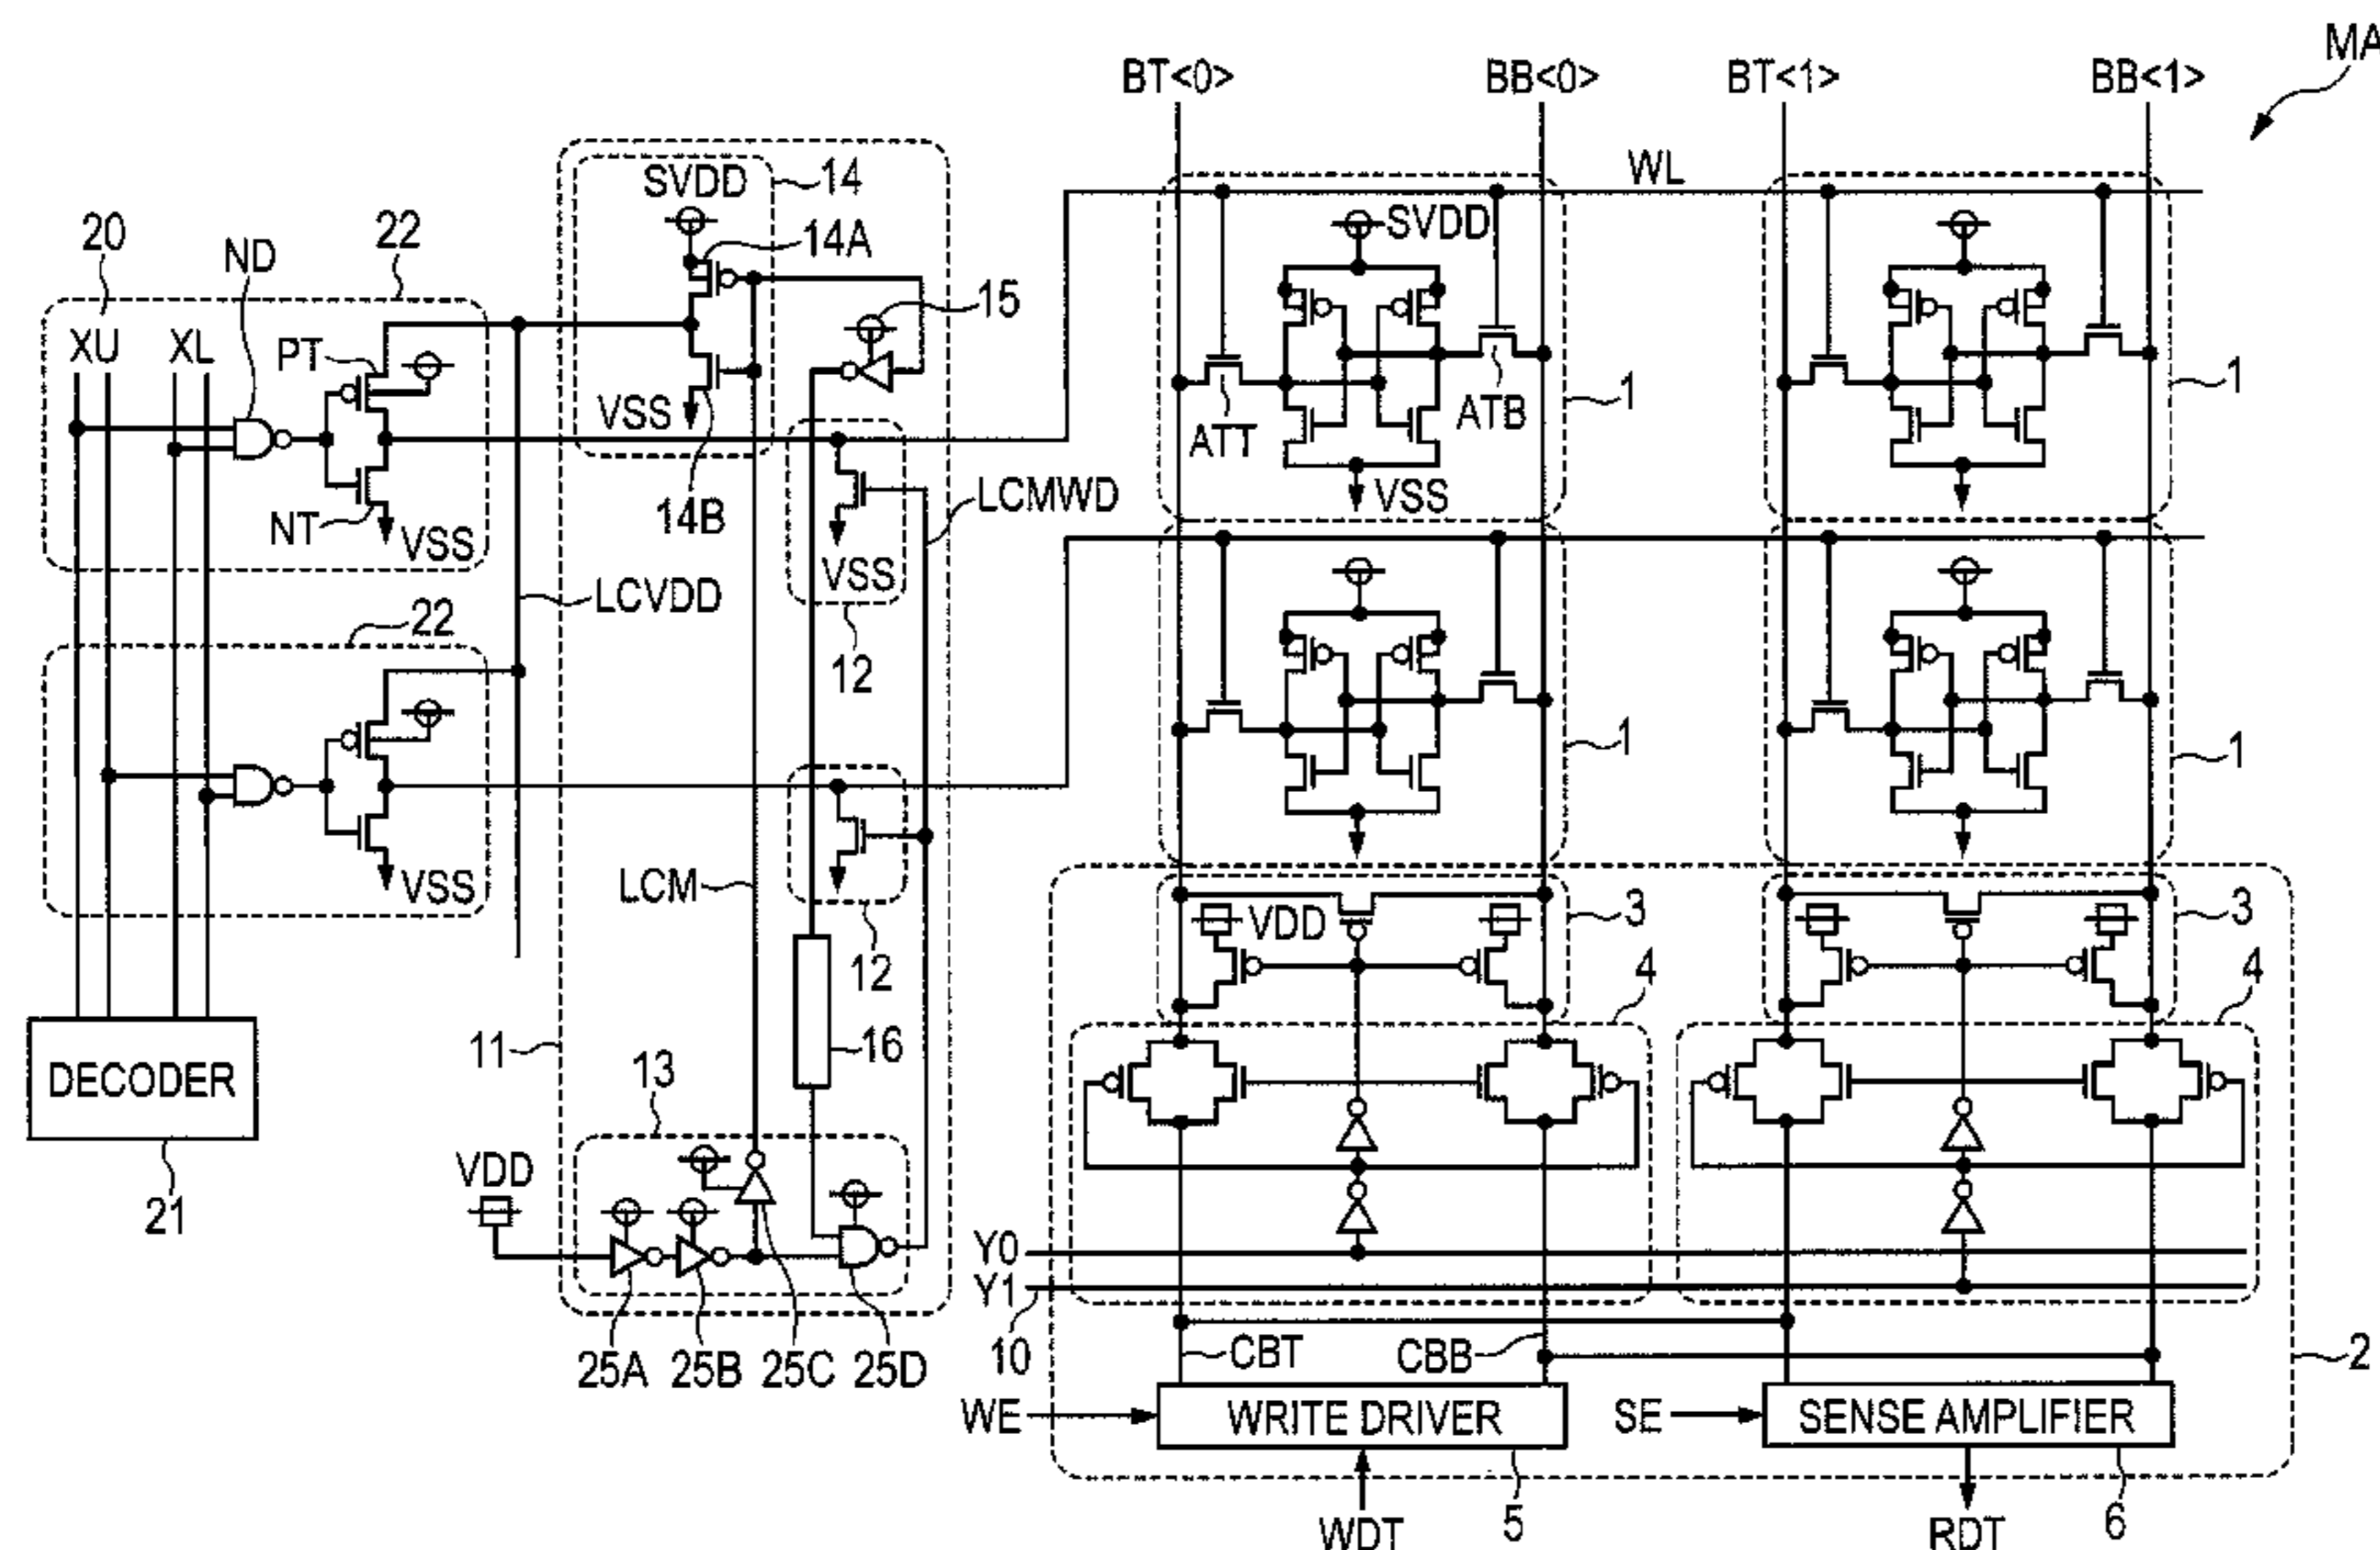 MA
BT<0>
BB<0>
BT<1>
BB<1>
WL
SVDD
14
20
ND
22
14A
SVDD
15
XU
XL
PT
VSS
1
1
ATT
ATB
NT
VSS
14B
LCMWD
VSS
VSS
LCVDD
22
12
1
1
LCM
VSS
12
3
3
VDD
4
4
11
16
DECODER
13
21
VDD
Y0
Y1
10
25A
25B
25C
25D
CBT
CBB
2
WE
WRITE DRIVER
SE
SENSE AMPLIFIER
WDT
5
RDT
6